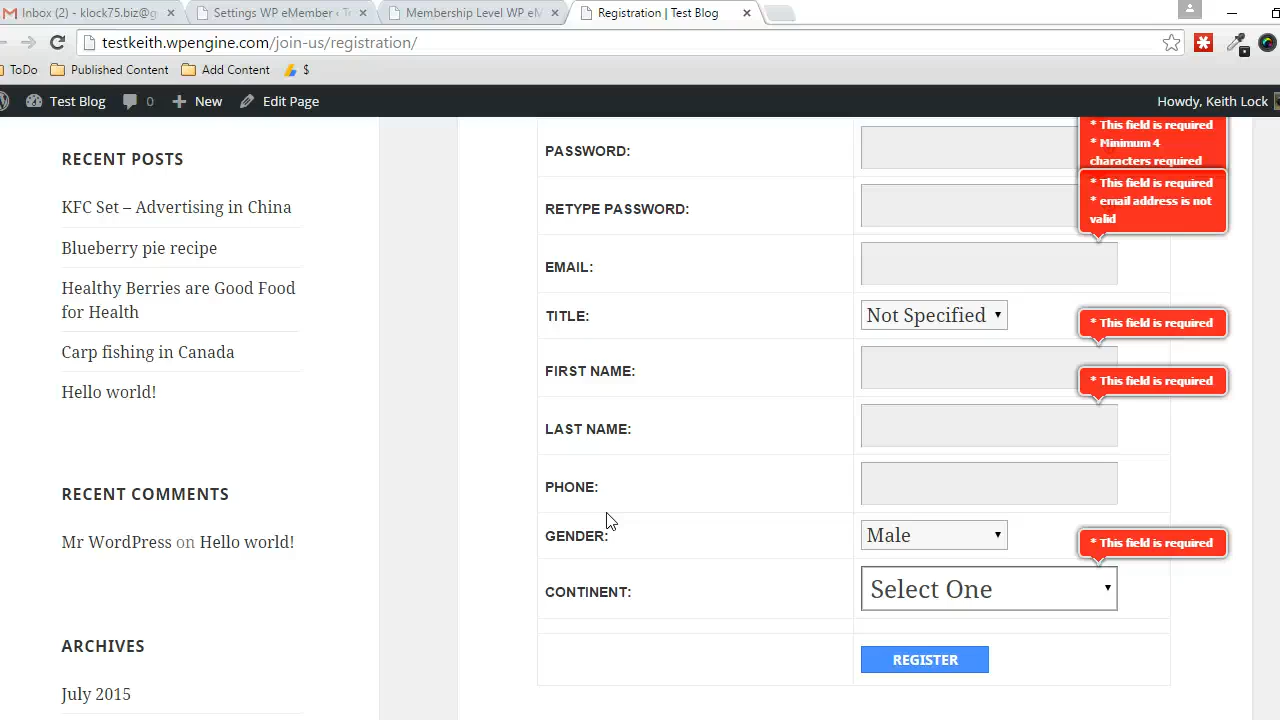 Inbox (2) - klock75.biz@g
Settings WP eMember ‹ T
Membership Level WP eM
Registration | Test Blog
testkeith.wpengine.com/join-us/registration/
ToDo
Published Content
Add Content
$
Test Blog
0
New
Edit Page
Howdy, Keith Lock
RECENT POSTS
KFC Set – Advertising in China
Blueberry pie recipe
Healthy Berries are Good Food
for Health
Carp fishing in Canada
Hello world!
RECENT COMMENTS
Mr WordPress on Hello world!
ARCHIVES
July 2015
PASSWORD:
* This field is required
* Minimum 4
characters required
RETYPE PASSWORD:
* This field is required
* email address is not
valid
EMAIL:
TITLE:
Not Specified
* This field is required
FIRST NAME:
* This field is required
LAST NAME:
PHONE:
GENDER:
Male
* This field is required
CONTINENT:
Select One
REGISTER